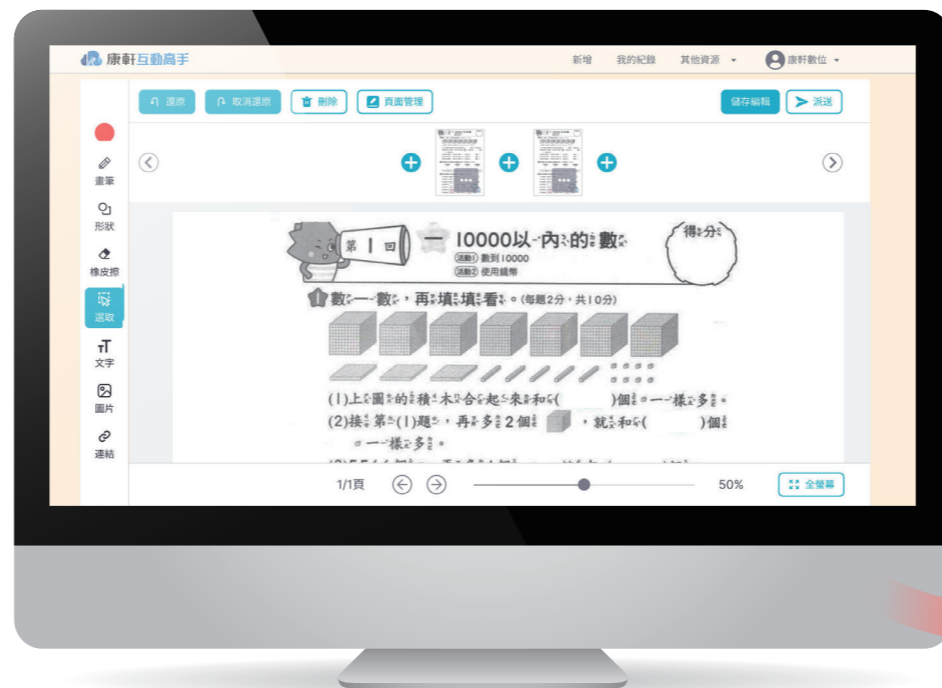 康軒互動高手
新增 我的紀錄 其他資源 康軒數位
還原 取消還原 刪除 頁面管理 儲存編輯 派送
畫筆
形狀
橡皮擦
選取
文字
圖片
連結
第1回 一 10000以內的數 得分
活動1 數到10000
活動2 使用錢幣
1 數一數，再填填看。(每題2分，共10分)
(1)上圖的積木合起來和( )個▫一樣多。
(2)接第(1)題，再多2個 ，就和( )個
▫一樣多。
1/1頁 50% 全螢幕